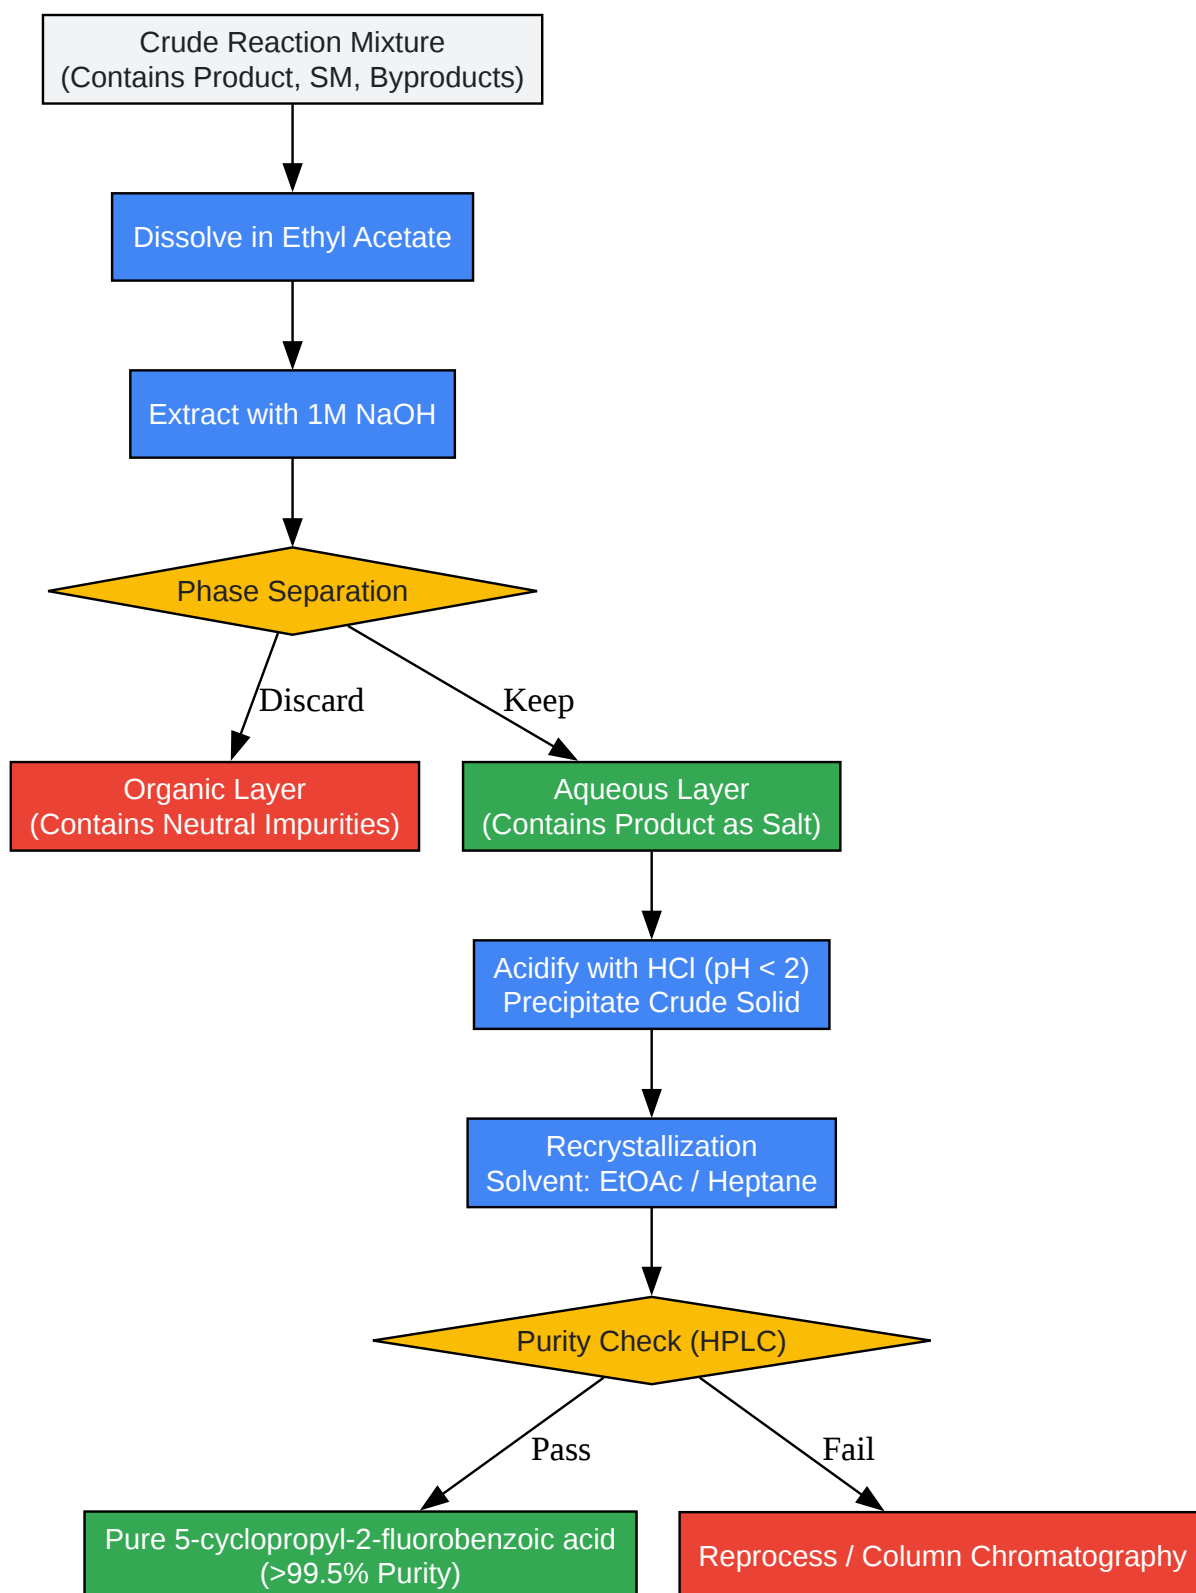 Crude Reaction Mixture
(Contains Product, SM, Byproducts)
Dissolve in Ethyl Acetate
Extract with 1M NaOH
Phase Separation
Discard
Keep
Organic Layer
(Contains Neutral Impurities)
Aqueous Layer
(Contains Product as Salt)
Acidify with HCl (pH < 2)
Precipitate Crude Solid
Recrystallization
Solvent: EtOAc / Heptane
Purity Check (HPLC)
Pass
Fail
Pure 5-cyclopropyl-2-fluorobenzoic acid
(>99.5% Purity)
Reprocess / Column Chromatography